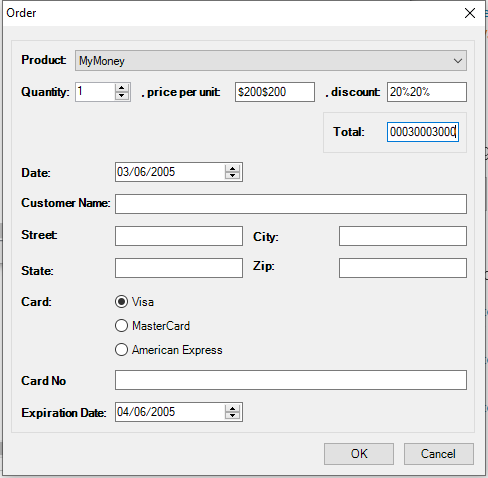 Order
Product: MyMoney
Quantity: 1 , price per unit: $200$200 , discount: 20%20%
Total: 00030003000
Date: 03/06/2005
Customer Name:
Street: City:
State: Zip:
Card: Visa
MasterCard
American Express
Card No
Expiration Date: 04/06/2005
OK Cancel